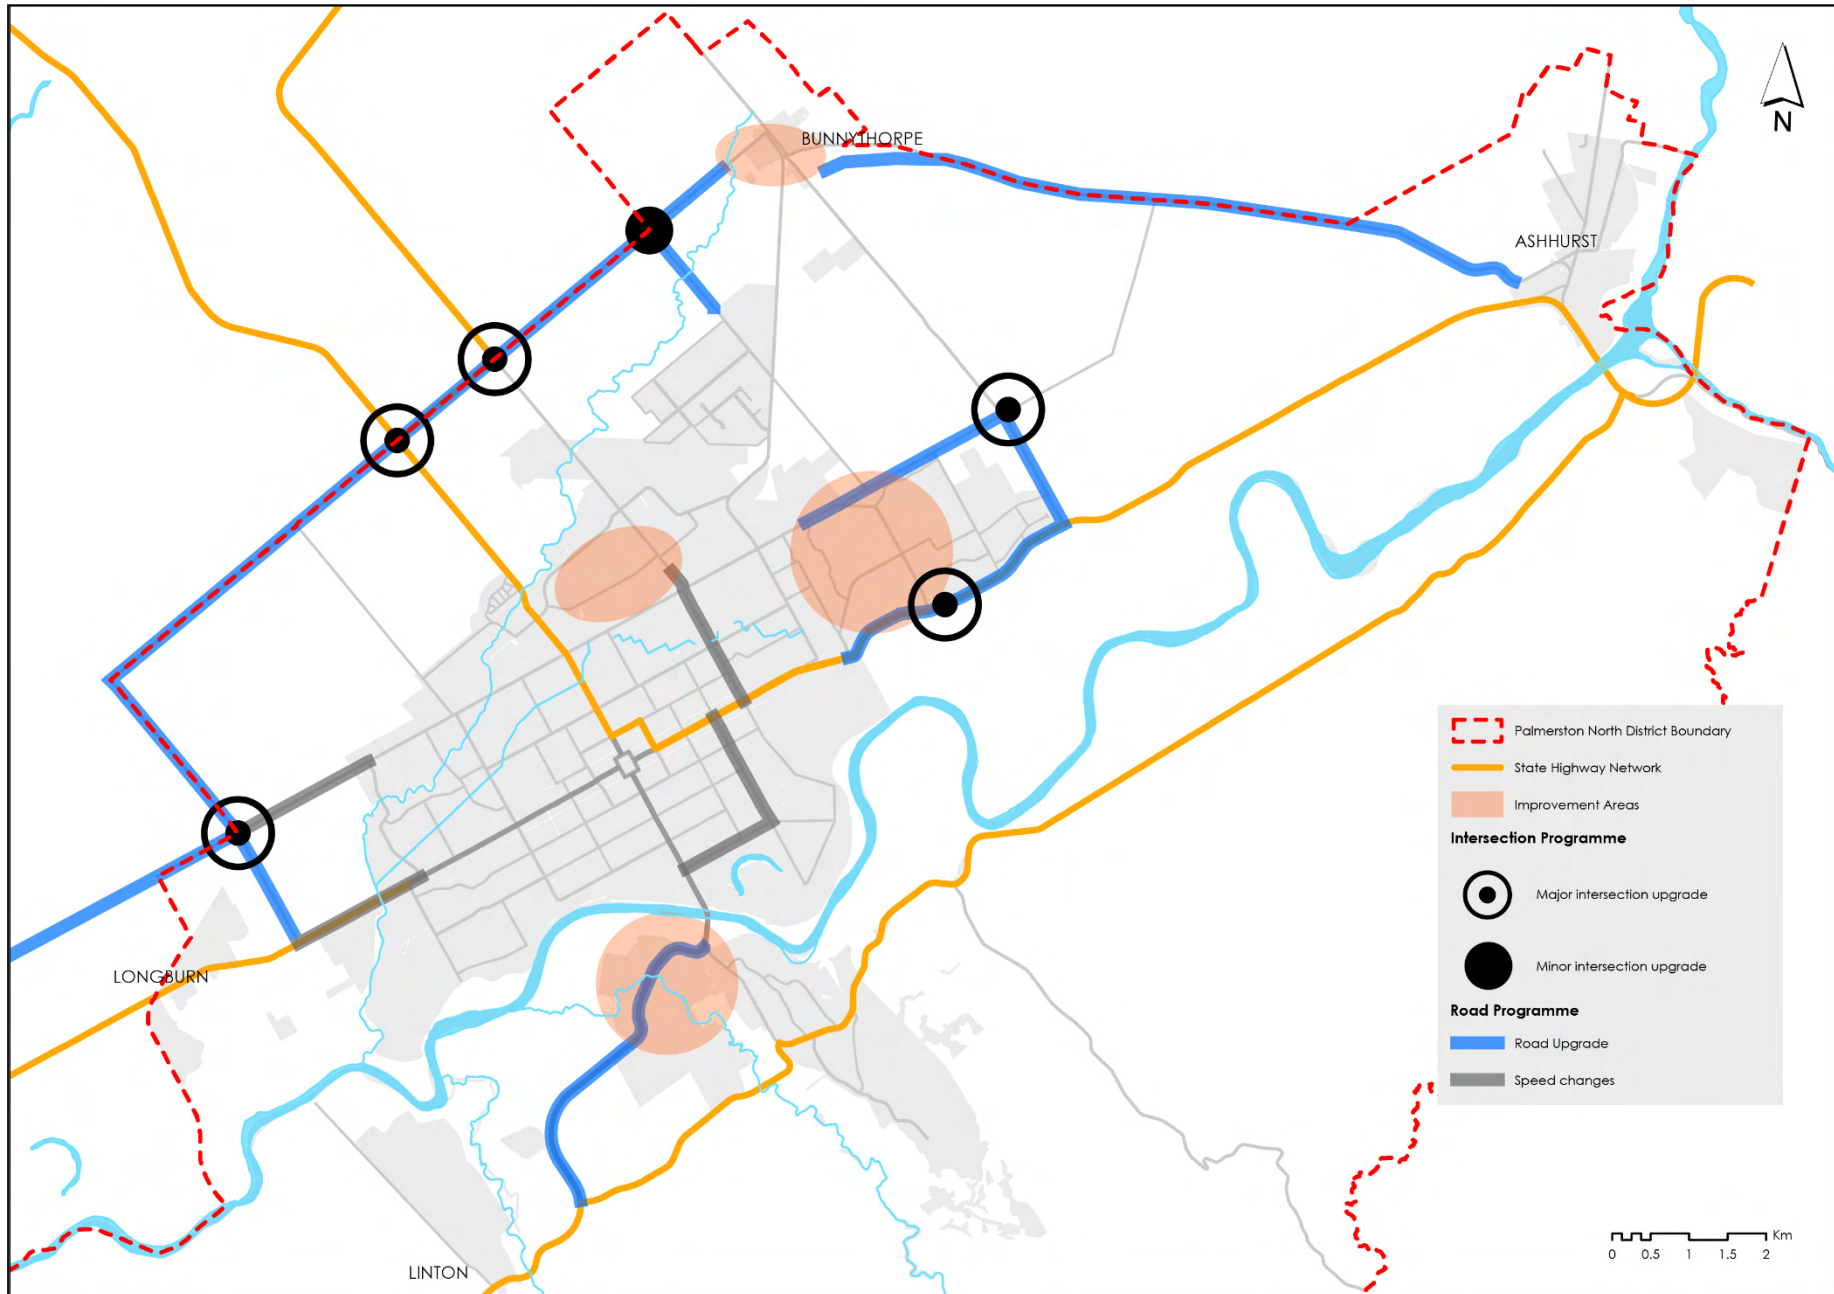 BUNNYTHORPE
N
ASHHURST
LONGBURN
LINTON
Palmerston North District Boundary
State Highway Network
Improvement Areas
Intersection Programme
Major intersection upgrade
Minor intersection upgrade
Road Programme
Road Upgrade
Speed changes
Km
0 0.5 1 1.5 2